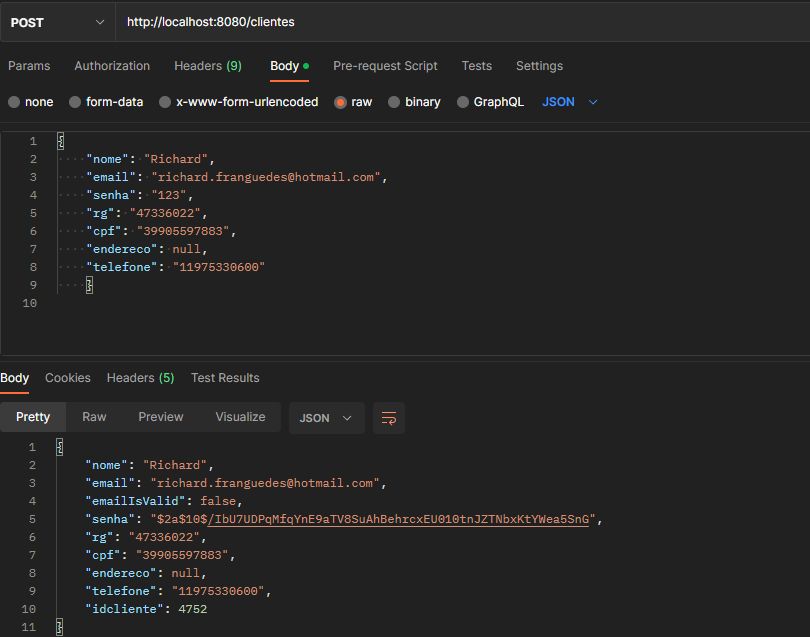 POST http://localhost:8080/clientes
Params Authorization Headers (9) Body Pre-request Script Tests Settings
none form-data x-www-form-urlencoded raw binary GraphQL JSON
1 {
2 ····"nome":·"Richard",
3 ····"email":·"richard.franguedes@hotmail.com",
4 ····"senha":·"123",
5 ····"rg":·"47336022",
6 ····"cpf":·"39905597883",
7 ····"endereco":·null,
8 ····"telefone":·"11975330600"
9 ····}
10
Body Cookies Headers (5) Test Results
Pretty Raw Preview Visualize JSON
1 {
2 "nome": "Richard",
3 "email": "richard.franguedes@hotmail.com",
4 "emailIsValid": false,
5 "senha": "$2a$10$/IbU7UDPqMfqYnE9aTV8SuAhBehrcxEU010tnJZTNbxKtYWea5SnG",
6 "rg": "47336022",
7 "cpf": "39905597883",
8 "endereco": null,
9 "telefone": "11975330600",
10 "idcliente": 4752
11 }